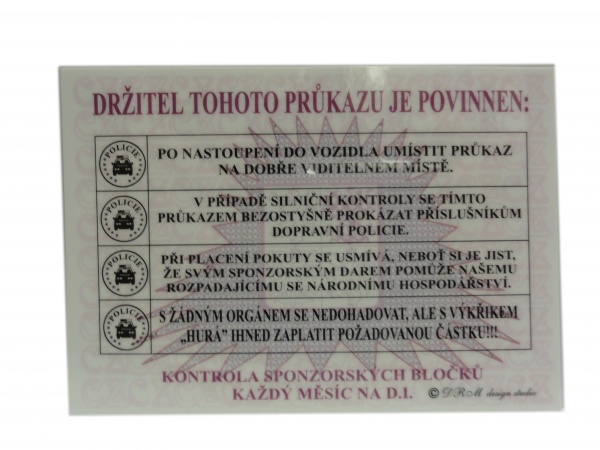 DRŽITEL TOHOTO PRŮKAZU JE POVINNEN:
POLICIE
PO NASTOUPENÍ DO VOZIDLA UMÍSTIT PRŮKAZ
NA DOBŘE VIDITELNEM MÍSTĚ.
POLICIE
V PŘÍPADĚ SILNIČNÍ KONTROLY SE TÍMTO
PRŮKAZEM BEZOSTYŠNĚ PROKÁZAT PŘÍSLUŠNÍKŮM
DOPRAVNÍ POLICIE.
POLICIE
PŘI PLACENÍ POKUTY SE USMÍVÁ, NEBOŤ SI JE JIST,
ŽE SVÝM SPONZORSKÝM DAREM POMŮŽE NAŠEMU
ROZPADAJÍCIMU SE NÁRODNÍMU HOSPODÁŘSTVÍ.
POLICIE
S ŽÁDNÝM ORGÁNEM SE NEDOHADOVAT, ALE S VÝKŘIKEM
„HURÁ” IHNED ZAPLATIT POŽADOVANOU ČÁSTKU!!!
KONTROLA SPONZORSKÝCH BLOČKŮ
KAŽDÝ MĚSÍC NA D.I.
© DRM design studio